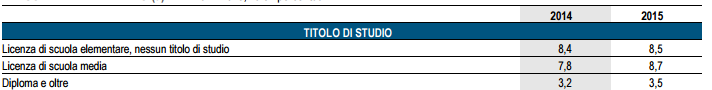 2014 2015
TITOLO DI STUDIO
Licenza di scuola elementare, nessun titolo di studio 8,4 8,5
Licenza di scuola media 7,8 8,7
Diploma e oltre 3,2 3,5